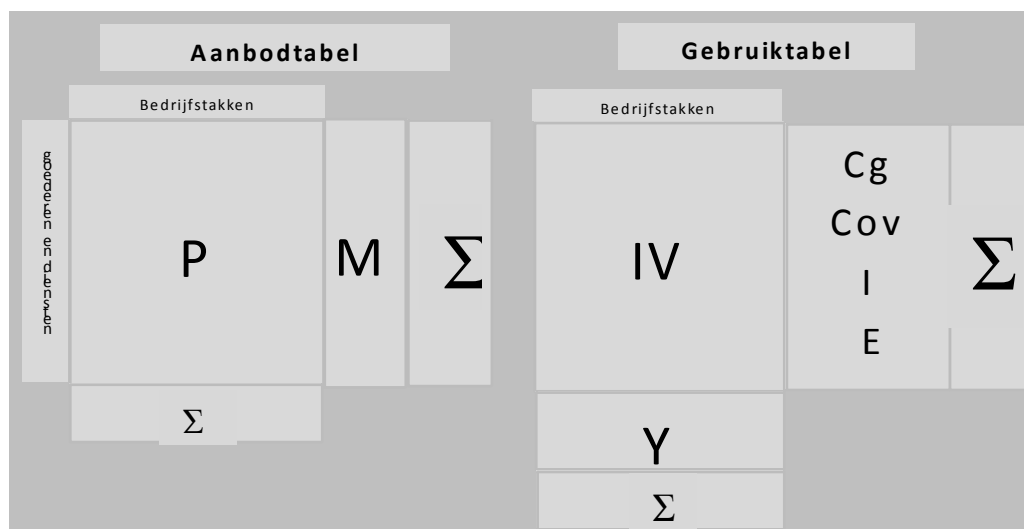 Aanbodtabel
Bedrijfstakken
goederen en diensten
P
M
Σ
Σ
Gebruiktabel
Bedrijfstakken
IV
Cg
Cov
I
E
Σ
Y
Σ